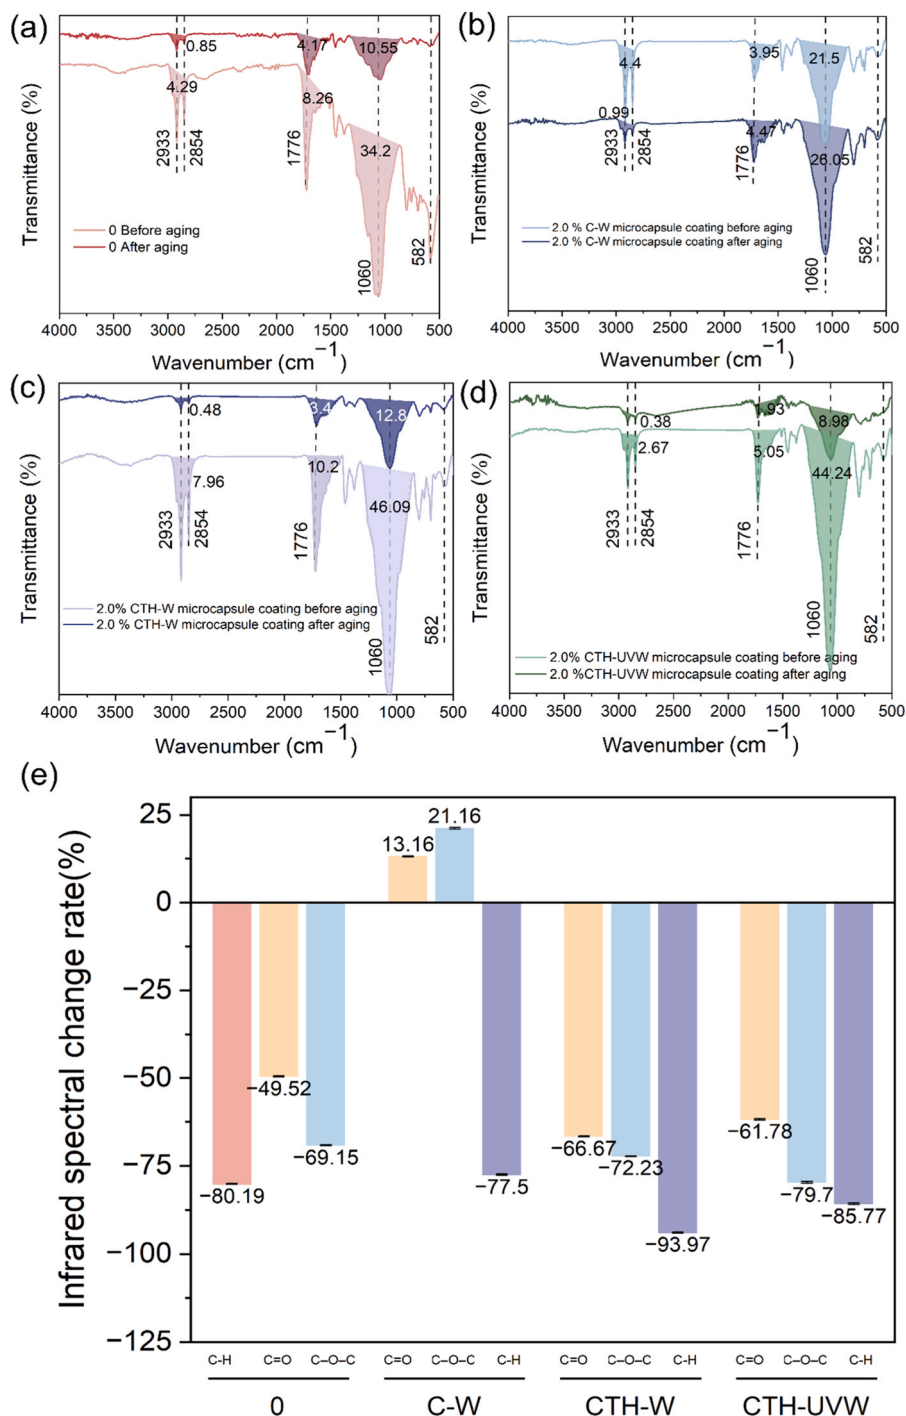 (a)
0.85
4.17
10.55
4.29
8.26
34.2
2933
2854
1776
1060
582
0 Before aging
0 After aging
Transmittance (%)
4000 3500 3000 2500 2000 1500 1000 500
Wavenumber (cm−1)
(b)
4.4
3.95
21.5
0.99
4.47
26.05
2933
2854
1776
1060
582
2.0 % C-W microcapsule coating before aging
2.0 % C-W microcapsule coating after aging
Transmittance (%)
4000 3500 3000 2500 2000 1500 1000 500
Wavenumber (cm−1)
(c)
0.48
3.4
12.8
7.96
10.2
46.09
2933
2854
1776
1060
582
2.0% CTH-W microcapsule coating before aging
2.0 % CTH-W microcapsule coating after aging
Transmittance (%)
4000 3500 3000 2500 2000 1500 1000 500
Wavenumber (cm−1)
(d)
0.38
93
8.98
2.67
5.05
44.24
2933
2854
1776
1060
582
2.0% CTH-UVW microcapsule coating before aging
2.0 %CTH-UVW microcapsule coating after aging
Transmittance (%)
4000 3500 3000 2500 2000 1500 1000 500
Wavenumber (cm−1)
(e)
Infrared spectral change rate(%)
25
0
−25
−50
−75
−100
−125
−80.19
−49.52
−69.15
13.16
21.16
−77.5
−66.67
−72.23
−93.97
−61.78
−79.7
−85.77
C-H C=O C–O–C C=O C–O–C C-H C=O C–O–C C-H C=O C–O–C C-H
0 C-W CTH-W CTH-UVW